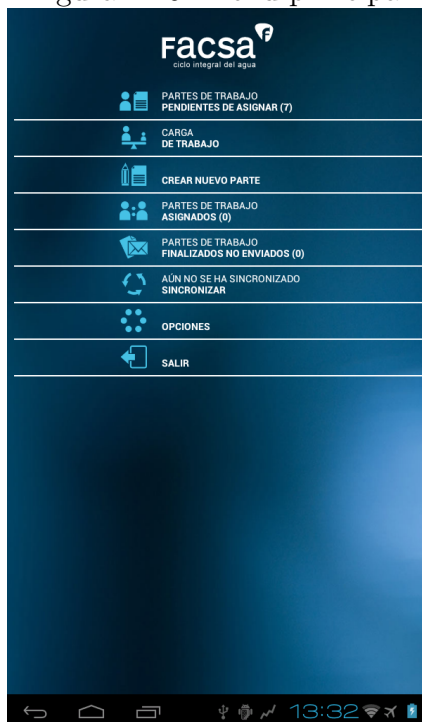 Facsa
ciclo integral del agua
PARTES DE TRABAJO
PENDIENTES DE ASIGNAR (7)
CARGA
DE TRABAJO
CREAR NUEVO PARTE
PARTES DE TRABAJO
ASIGNADOS (0)
PARTES DE TRABAJO
FINALIZADOS NO ENVIADOS (0)
AÚN NO SE HA SINCRONIZADO
SINCRONIZAR
OPCIONES
SALIR
13:32